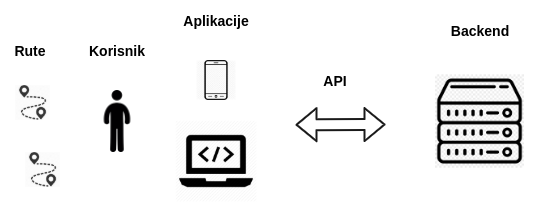 Rute
Korisnik
Aplikacije
API
Backend
</>